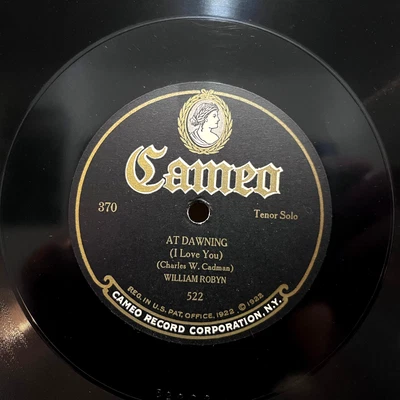 Cameo
370
Tenor Solo
AT DAWNING
(I Love You)
(Charles W. Cadman)
WILLIAM ROBYN
522
REG. IN U.S. PAT. OFFICE, 1922 © 1922
CAMEO RECORD CORPORATION, N.Y.